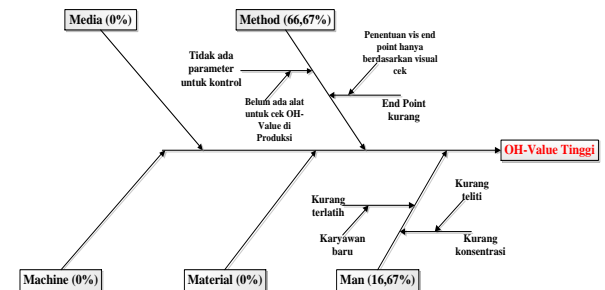 Media (0%)
Method (66,67%)
Penentuan vis end
point hanya
berdasarkan visual
cek
Tidak ada
parameter
untuk kontrol
Belum ada alat
untuk cek OH-
Value di
Produksi
End Point
kurang
OH-Value Tinggi
Kurang
terlatih
Karyawan
baru
Kurang
teliti
Kurang
konsentrasi
Machine (0%)
Material (0%)
Man (16,67%)